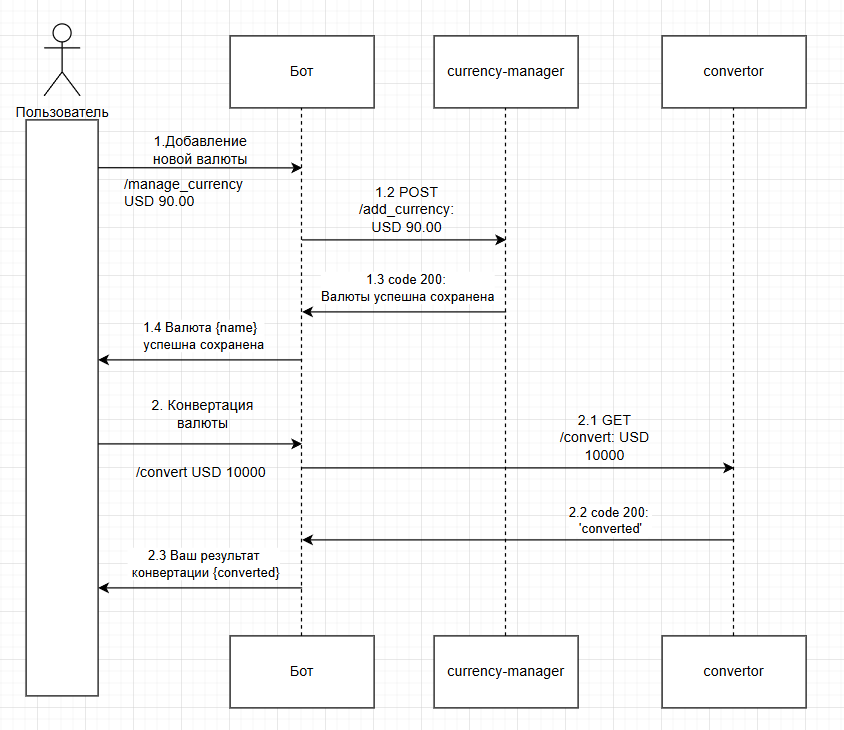 Бот
currency-manager
convertor
Пользователь
1.Добавление
новой валюты
/manage_currency
USD 90.00
1.2 POST
/add_currency:
USD 90.00
1.3 code 200:
Валюты успешна сохранена
1.4 Валюта {name}
успешна сохранена
2. Конвертация
валюты
/convert USD 10000
2.1 GET
/convert: USD
10000
2.2 code 200:
'converted'
2.3 Ваш результат
конвертации {converted}
Бот
currency-manager
convertor